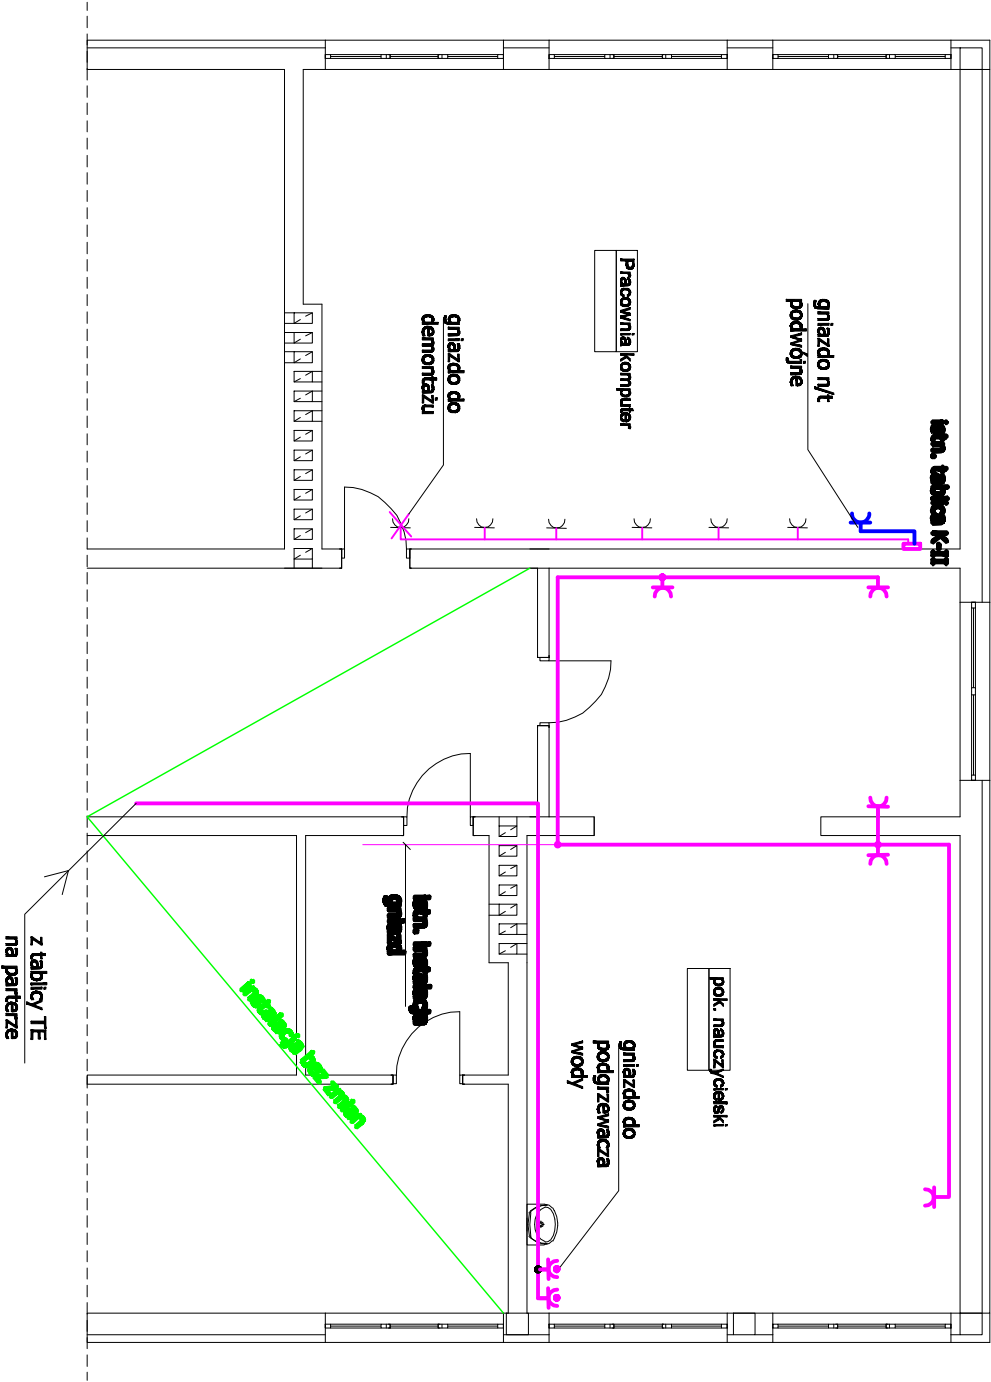 istn. tablica K-II
gniazdo n/t
podwójne
Pracownia komputer
gniazdo do
demontażu
pok. nauczycielski
gniazdo do
podgrzewacza
wody
istn. instalacja
gniazd
instalacje bez zmian
z tablicy TE
na parterze